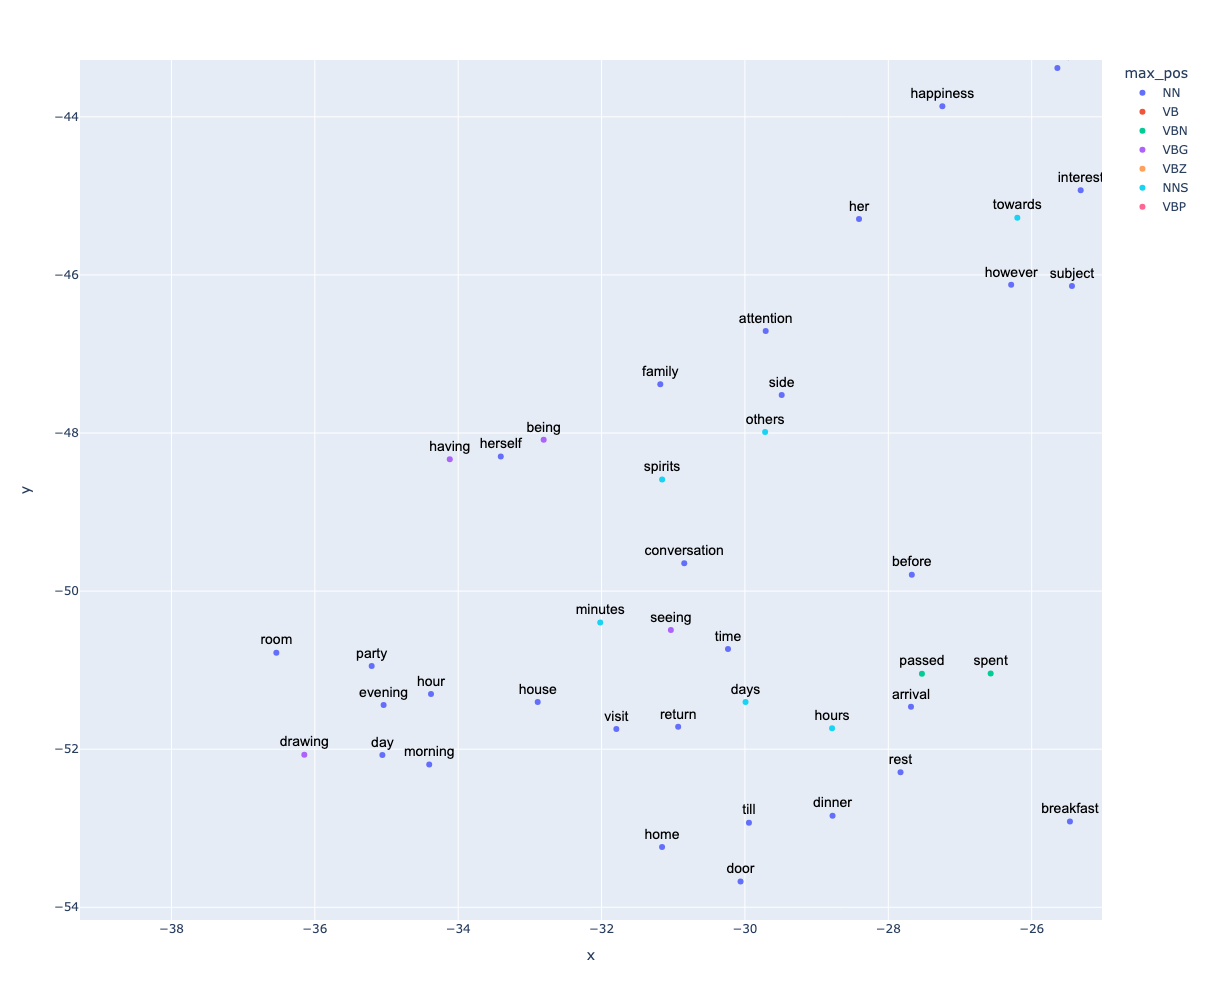 max_pos
NN
VB
VBN
VBG
VBZ
NNS
VBP
happiness
interest
towards
her
however
subject
attention
family
side
others
being
having
herself
spirits
conversation
before
minutes
seeing
time
room
party
passed
spent
hour
evening
house
days
arrival
visit
return
hours
drawing
day
morning
rest
till
dinner
breakfast
home
door
−44
−46
−48
−50
−52
−54
y
−38
−36
−34
−32
−30
−28
−26
x